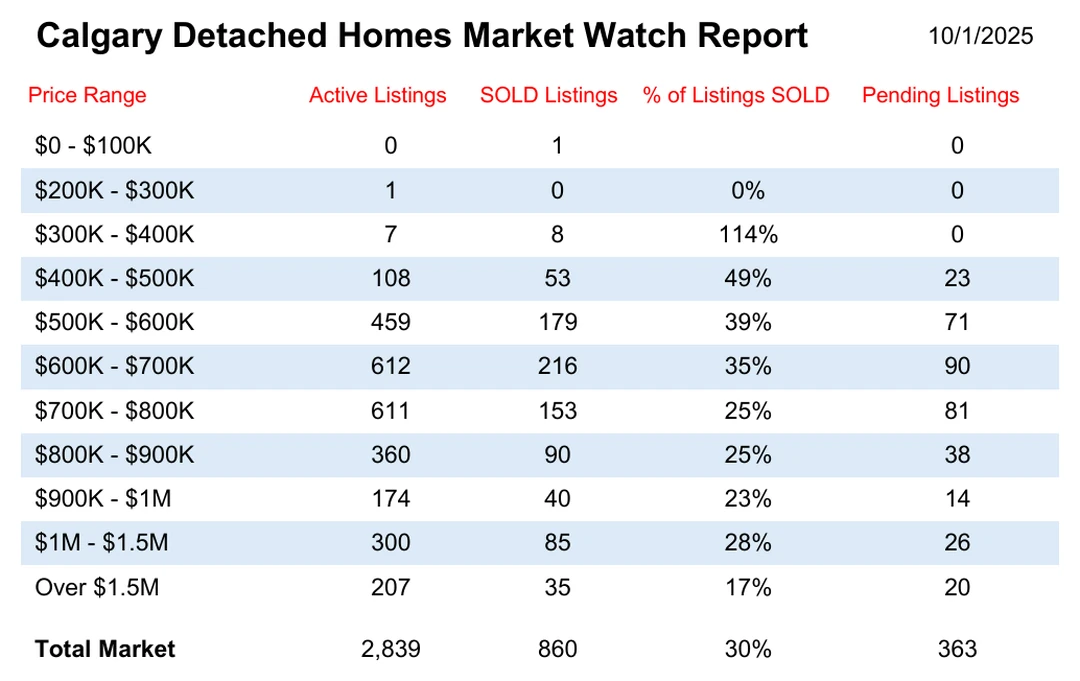 Calgary Detached Homes Market Watch Report 10/1/2025
Price Range Active Listings SOLD Listings % of Listings SOLD Pending Listings
$0 - $100K 0 1 0
$200K - $300K 1 0 0% 0
$300K - $400K 7 8 114% 0
$400K - $500K 108 53 49% 23
$500K - $600K 459 179 39% 71
$600K - $700K 612 216 35% 90
$700K - $800K 611 153 25% 81
$800K - $900K 360 90 25% 38
$900K - $1M 174 40 23% 14
$1M - $1.5M 300 85 28% 26
Over $1.5M 207 35 17% 20
Total Market 2,839 860 30% 363